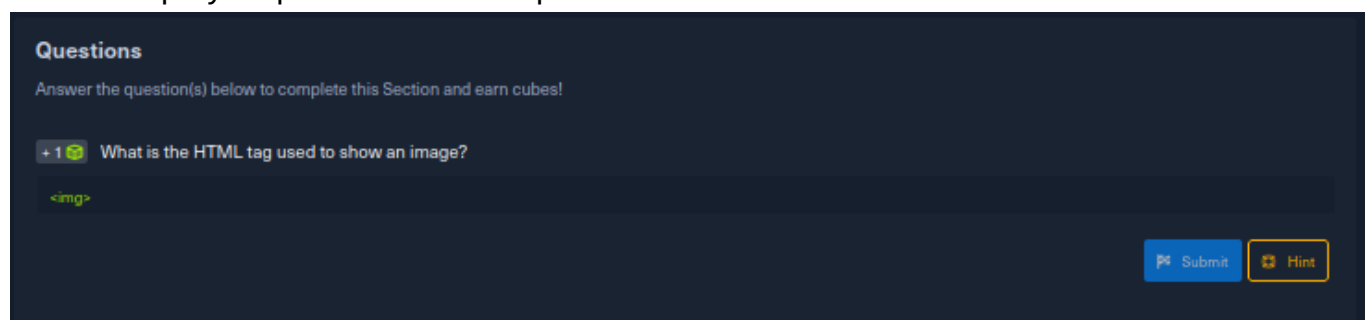 Questions
Answer the question(s) below to complete this Section and earn cubes!
+ 1 What is the HTML tag used to show an image?
<img>
Submit Hint